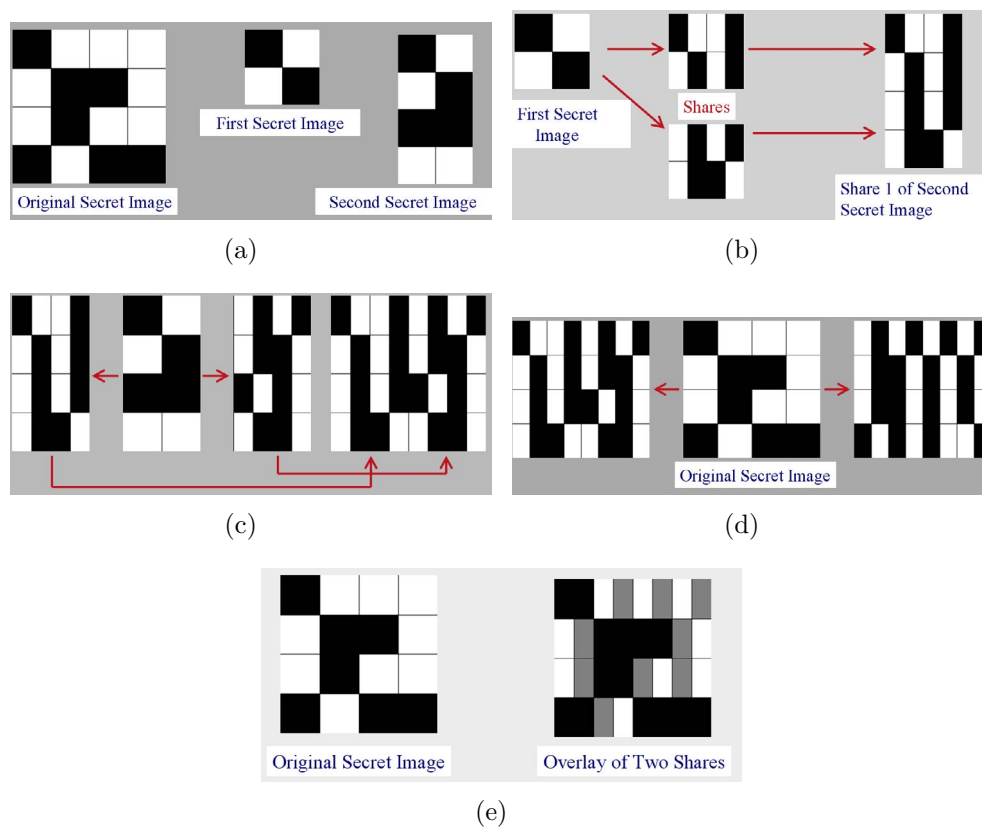 Original Secret Image
First Secret Image
Second Secret Image
(a)
First Secret
Image
Shares
Share 1 of Second
Secret Image
(b)
(c)
Original Secret Image
(d)
Original Secret Image
Overlay of Two Shares
(e)